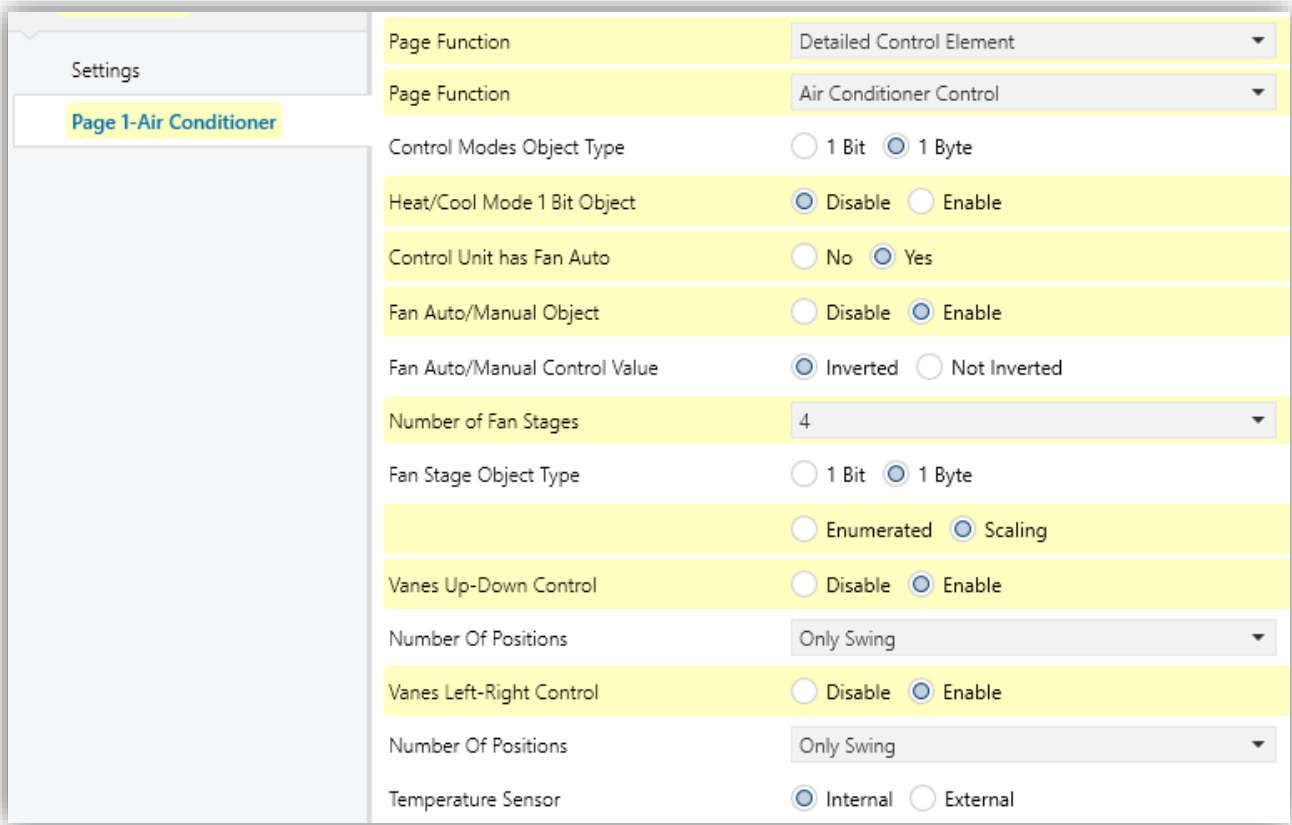 Settings
Page 1-Air Conditioner
Page Function Detailed Control Element
Page Function Air Conditioner Control
Control Modes Object Type 1 Bit 1 Byte
Heat/Cool Mode 1 Bit Object Disable Enable
Control Unit has Fan Auto No Yes
Fan Auto/Manual Object Disable Enable
Fan Auto/Manual Control Value Inverted Not Inverted
Number of Fan Stages 4
Fan Stage Object Type 1 Bit 1 Byte
Enumerated Scaling
Vanes Up-Down Control Disable Enable
Number Of Positions Only Swing
Vanes Left-Right Control Disable Enable
Number Of Positions Only Swing
Temperature Sensor Internal External